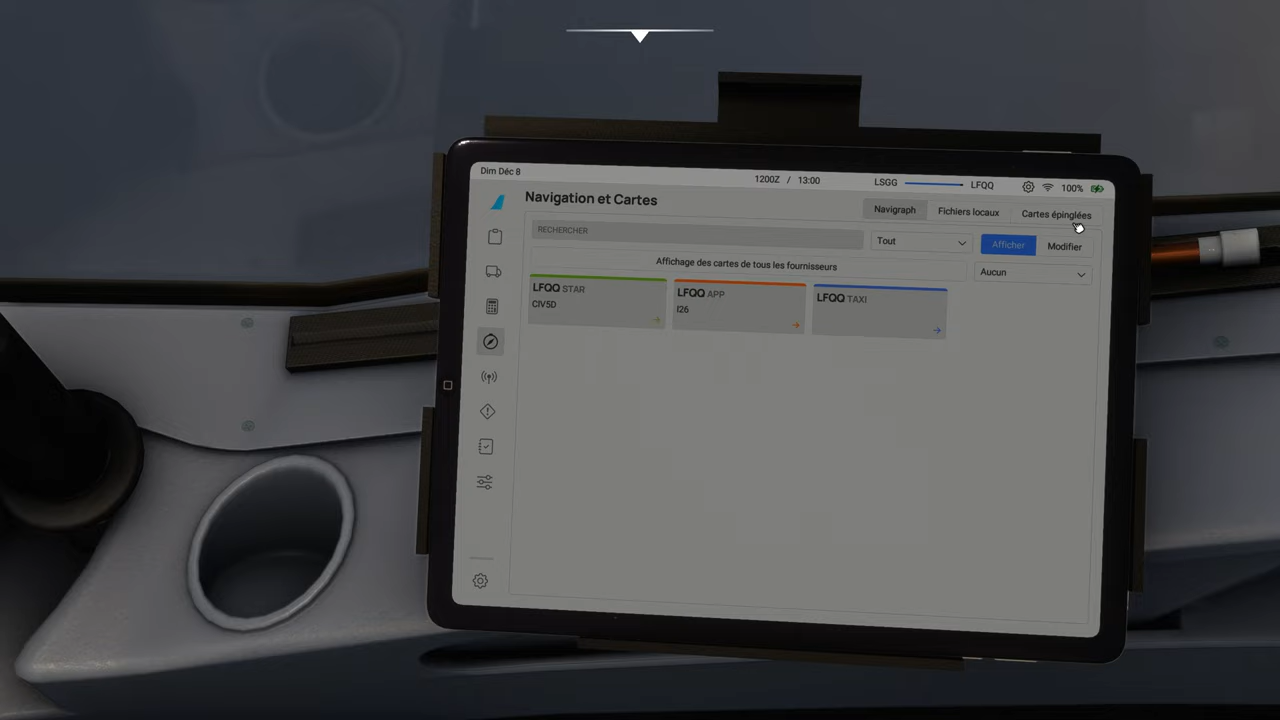 Dim Déc 8
1200Z / 13:00
LSGG
LFQQ
100%
Navigation et Cartes
Navigraph
Fichiers locaux
Cartes épinglées
RECHERCHER
Tout
Afficher
Modifier
Affichage des cartes de tous les fournisseurs
Aucun
LFQQ STAR
CIV5D
LFQQ APP
I26
LFQQ TAXI